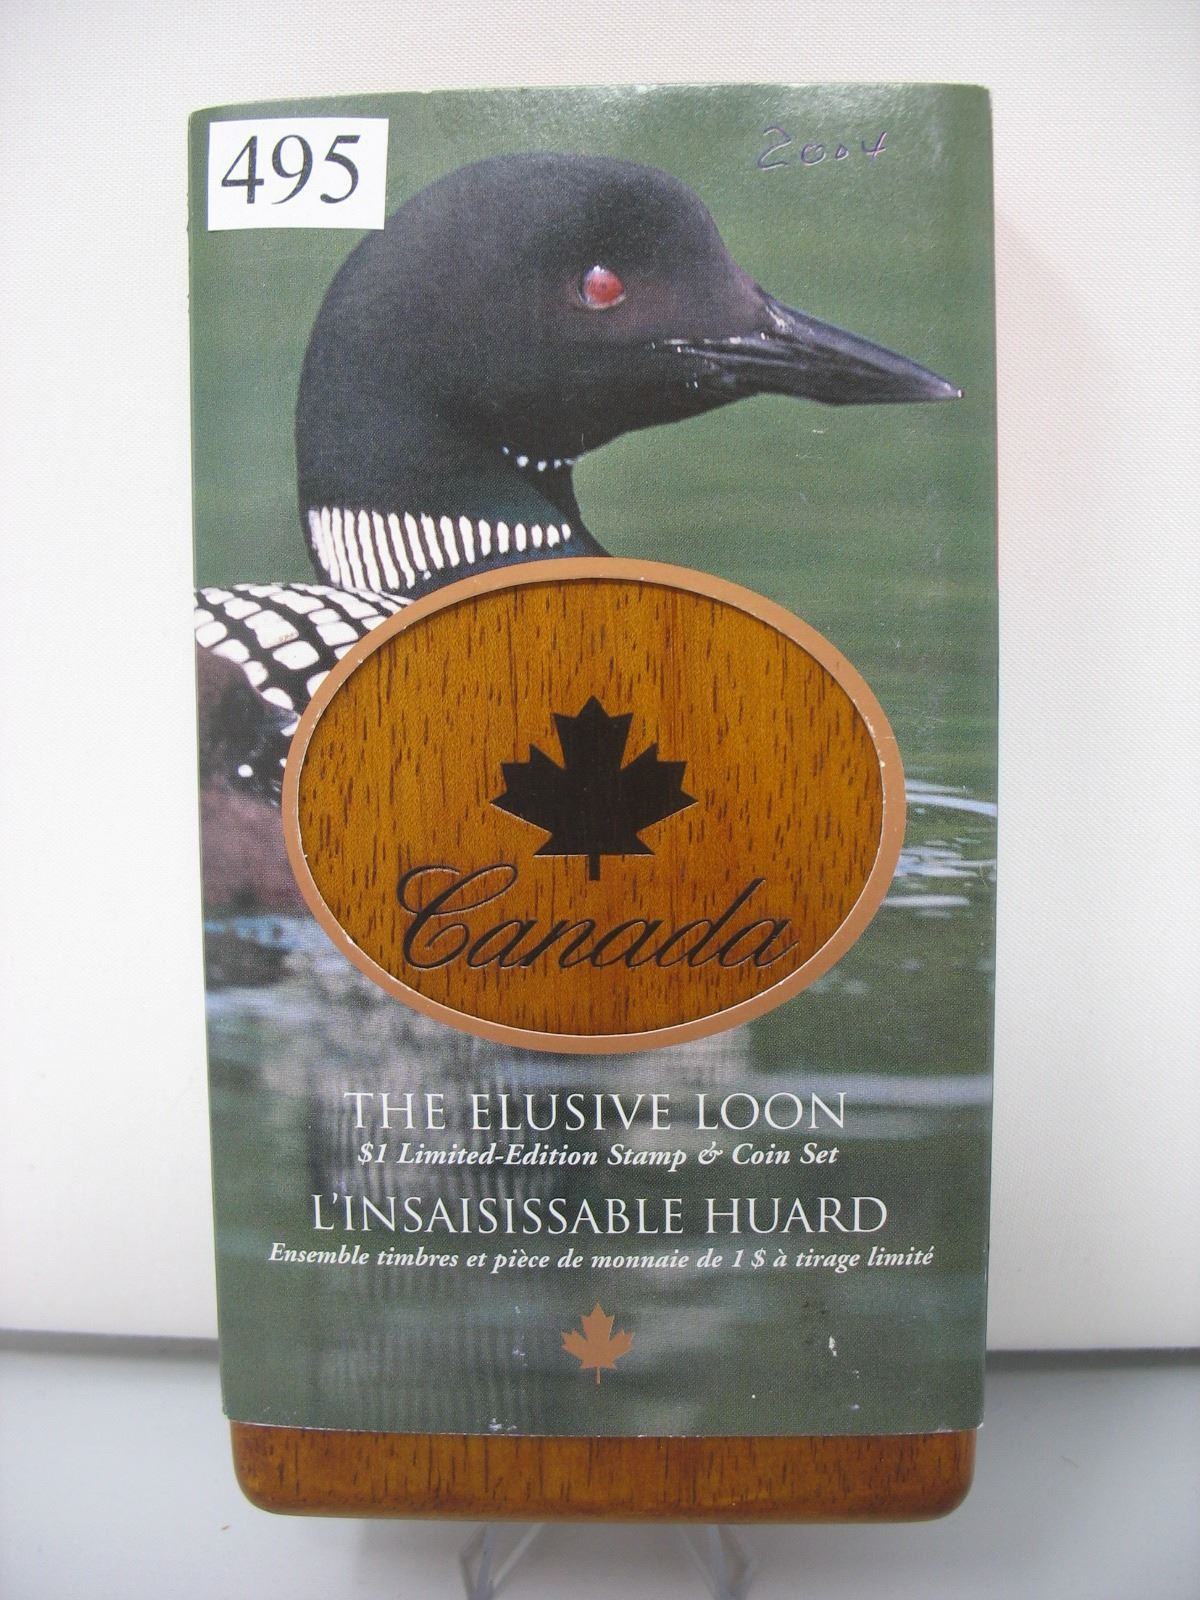 495
2004
Canada
THE ELUSIVE LOON
$1 Limited-Edition Stamp & Coin Set
L'INSAISISSABLE HUARD
Ensemble timbres et pièce de monnaie de 1 $ à tirage limité